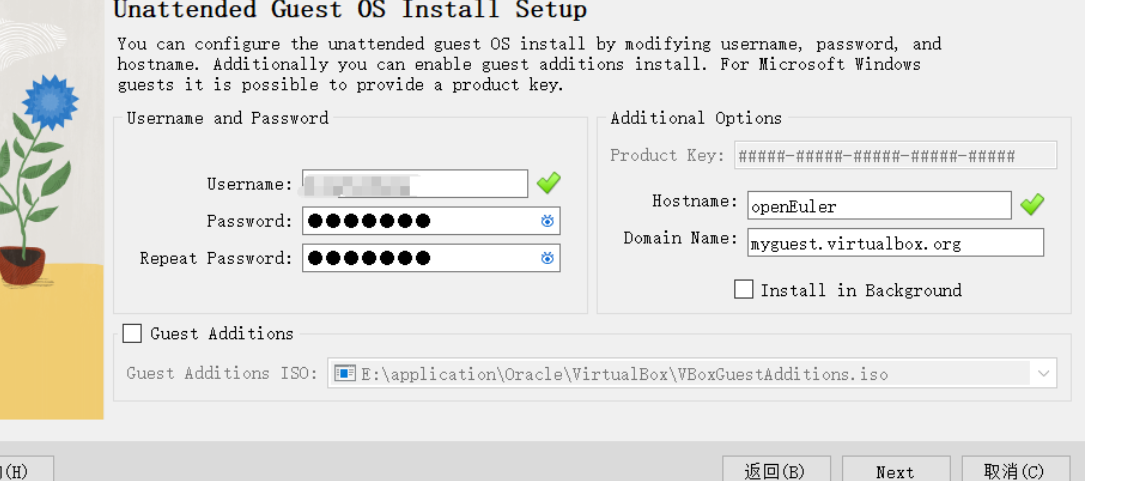 Unattended Guest OS Install Setup
You can configure the unattended guest OS install by modifying username, password, and
hostname. Additionally you can enable guest additions install. For Microsoft Windows
guests it is possible to provide a product key.
Username and Password
Username:
Password: ●●●●●●●
Repeat Password: ●●●●●●●
Additional Options
Product Key: #####-#####-#####-#####-#####
Hostname: openEuler
Domain Name: myguest.virtualbox.org
Install in Background
Guest Additions
Guest Additions ISO: E:\application\Oracle\VirtualBox\VBoxGuestAdditions.iso
(H)
返回(B)
Next
取消(C)